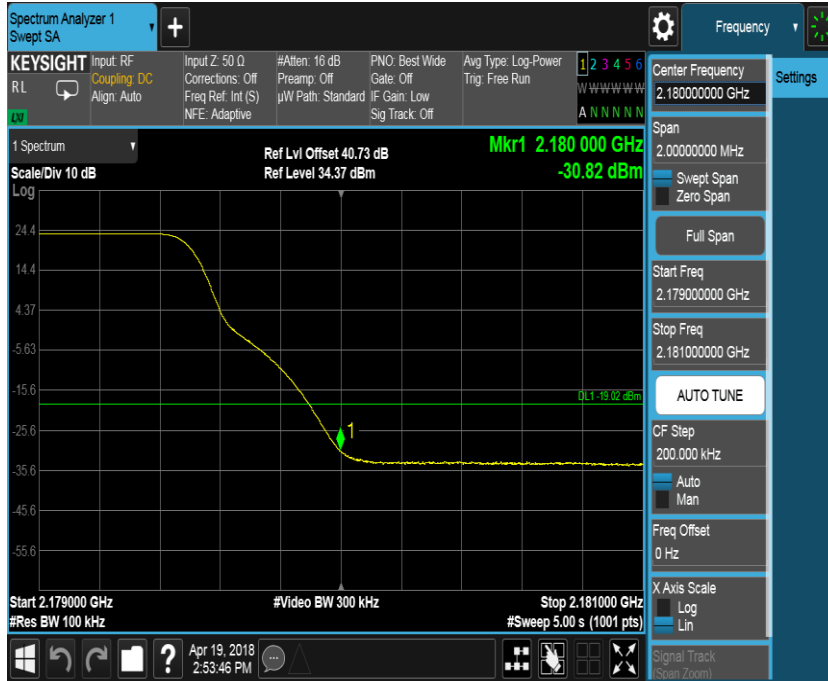 Spectrum Analyzer 1
Swept SA
+
Frequency
KEYSIGHT
RL
LXI
Input: RF
Coupling: DC
Align: Auto
Input Z: 50 Ω
Corrections: Off
Freq Ref: Int (S)
NFE: Adaptive
#Atten: 16 dB
Preamp: Off
µW Path: Standard
PNO: Best Wide
Gate: Off
IF Gain: Low
Sig Track: Off
Avg Type: Log-Power
Trig: Free Run
1 2 3 4 5 6
W W W W W W
A N N N N N
1 Spectrum
Scale/Div 10 dB
Log
Ref Lvl Offset 40.73 dB
Ref Level 34.37 dBm
Mkr1 2.180 000 GHz
-30.82 dBm
24.4
14.4
4.37
-5.63
-15.6
-25.6
-35.6
-45.6
-55.6
DL1 -19.02 dBm
1
Start 2.179000 GHz
#Res BW 100 kHz
#Video BW 300 kHz
Stop 2.181000 GHz
#Sweep 5.00 s (1001 pts)
?
Apr 19, 2018
2:53:46 PM
Center Frequency
2.180000000 GHz
Span
2.00000000 MHz
Swept Span
Zero Span
Full Span
Start Freq
2.179000000 GHz
Stop Freq
2.181000000 GHz
AUTO TUNE
CF Step
200.000 kHz
Auto
Man
Freq Offset
0 Hz
X Axis Scale
Log
Lin
Signal Track
(Span Zoom)
Settings